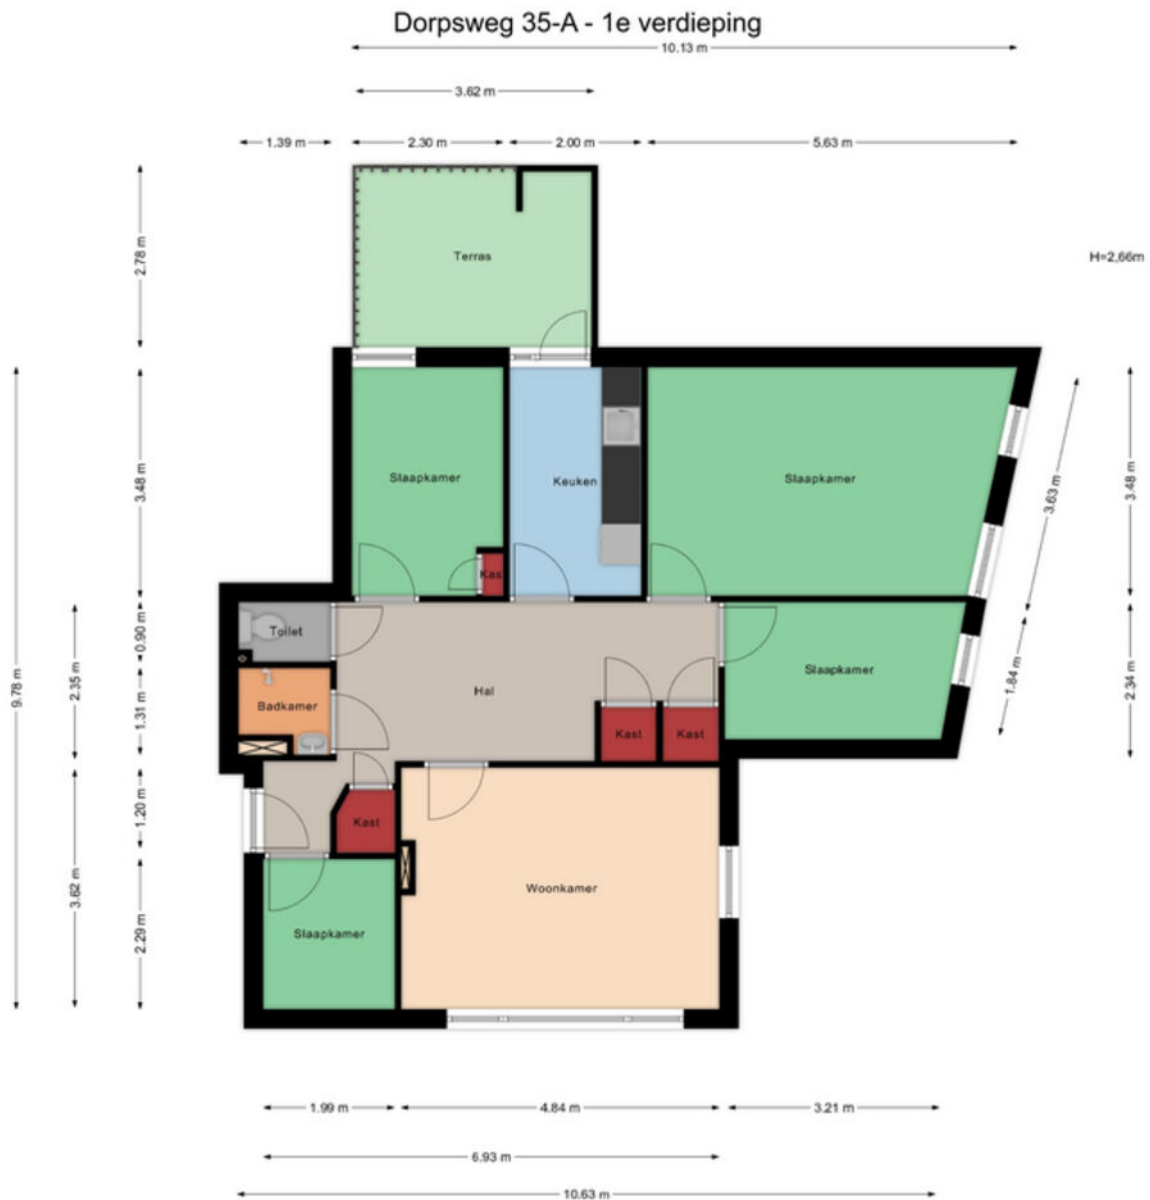 Dorpsweg 35-A - 1e verdieping
10.13 m
3.62 m
1.39 m
2.30 m
2.00 m
5.63 m
2.78 m
Terras
H=2,66m
9.78 m
3.48 m
Slaapkamer
Keuken
Slaapkamer
3.63 m
3.48 m
Kas
2.35 m
0.90 m
Toilet
1.31 m
Badkamer
Hal
Slaapkamer
1.84 m
2.34 m
Kast
Kast
3.62 m
1.20 m
Kast
2.29 m
Slaapkamer
Woonkamer
1.99 m
4.84 m
3.21 m
6.93 m
10.63 m